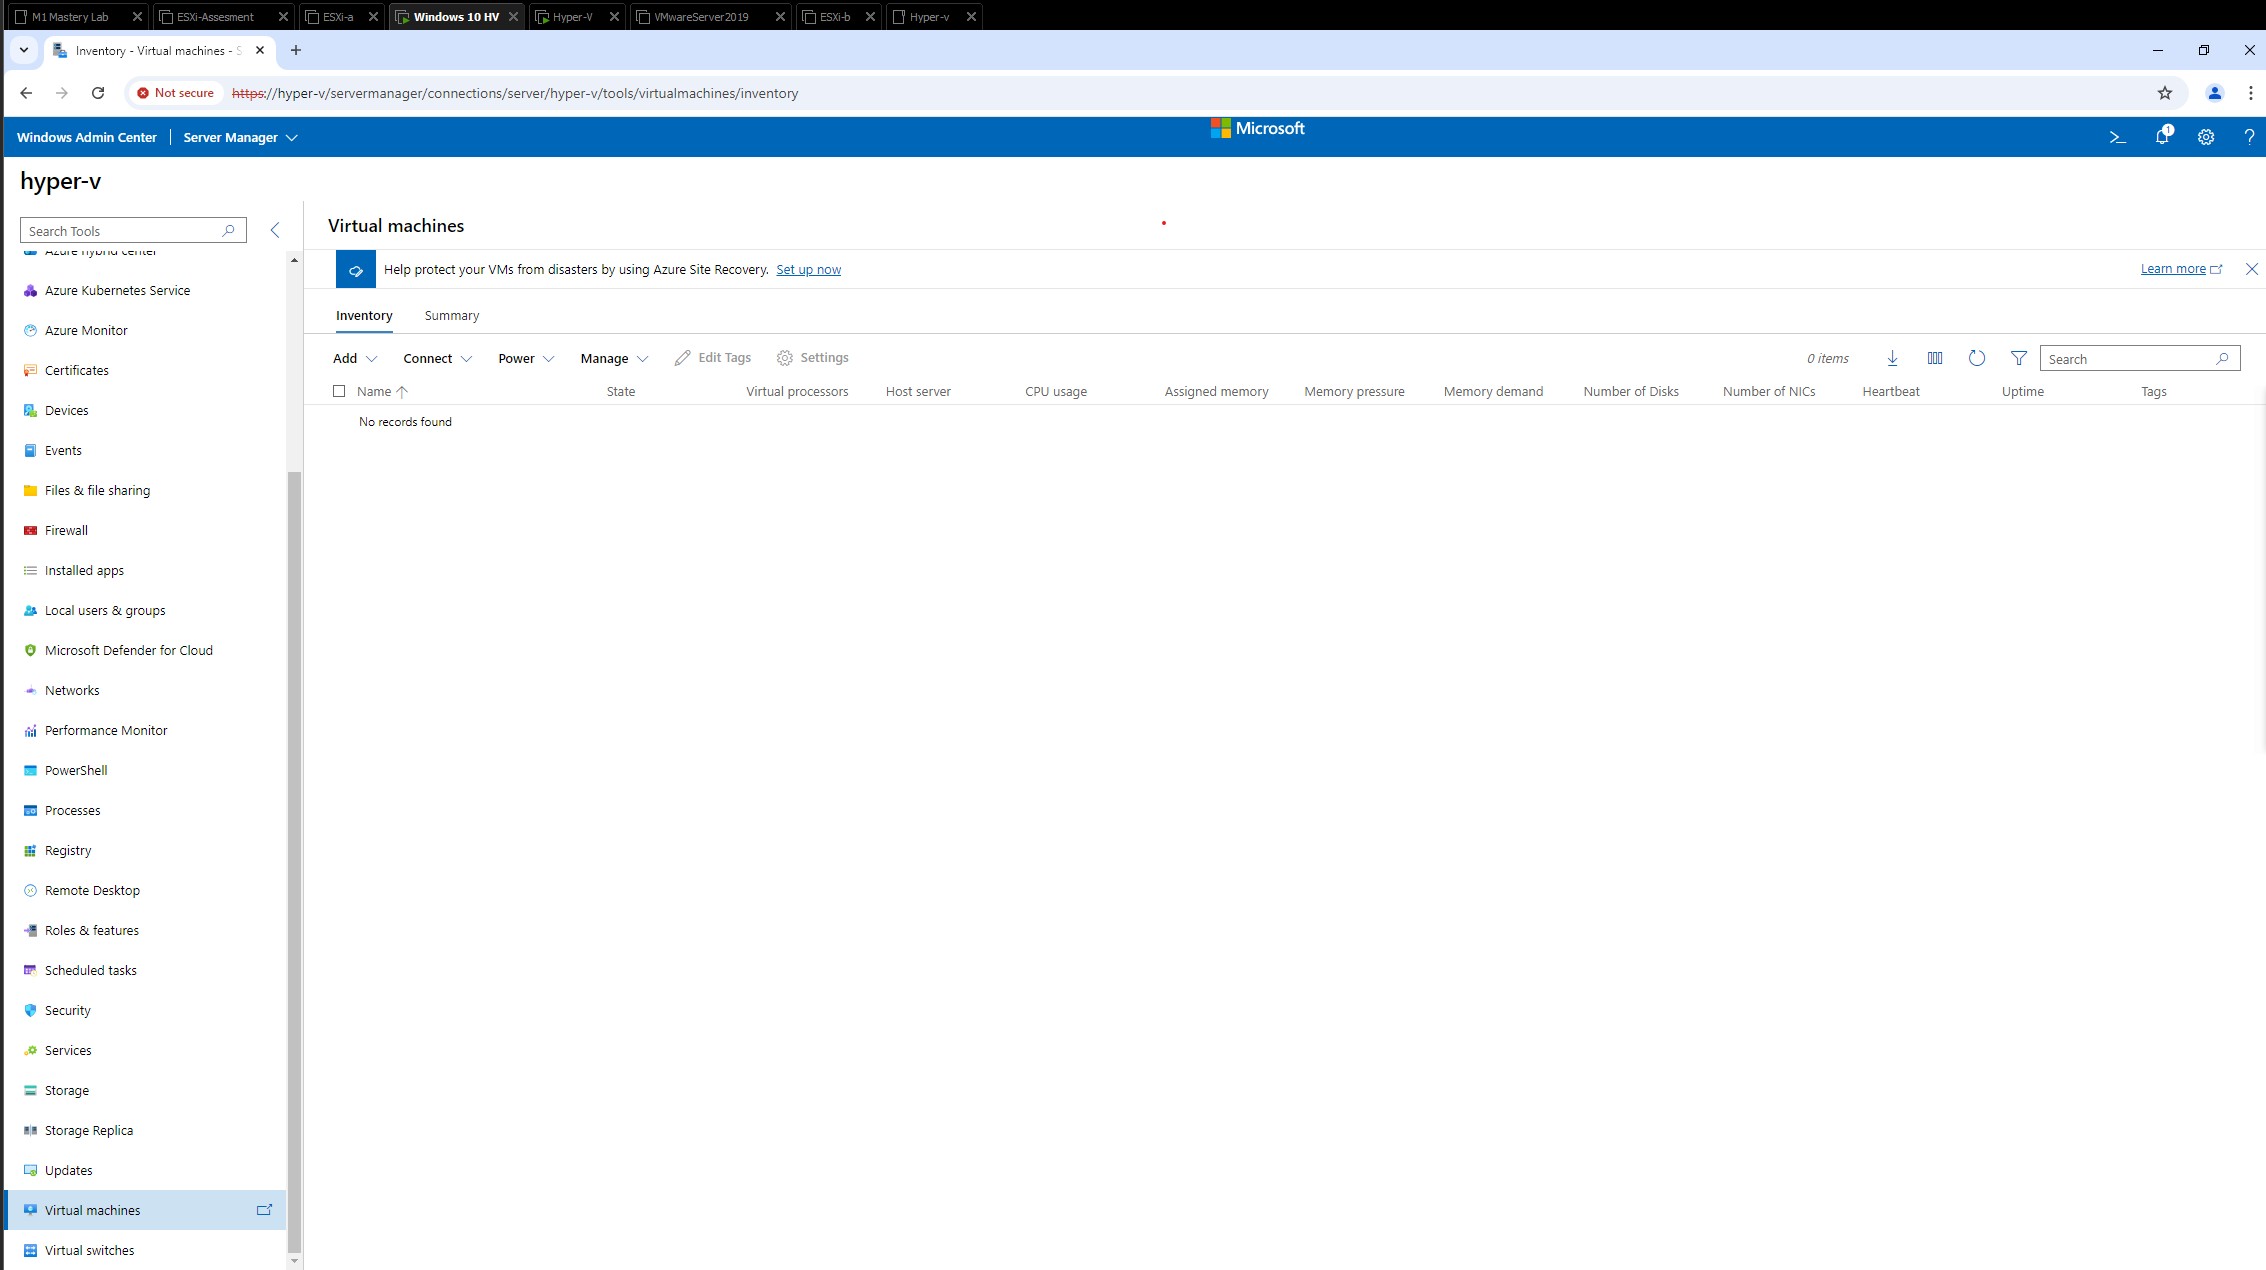 M1 Mastery Lab
ESXi-Assesment
ESXi-a
Windows 10 HV
Hyper-V
VMwareServer2019
ESXi-b
Hyper-v
Inventory - Virtual machines - S
Not secure
https://hyper-v/servermanager/connections/server/hyper-v/tools/virtualmachines/inventory
Windows Admin Center
Server Manager
Microsoft
1
?
hyper-v
Search Tools
Azure hybrid center
Azure Kubernetes Service
Azure Monitor
Certificates
Devices
Events
Files & file sharing
Firewall
Installed apps
Local users & groups
Microsoft Defender for Cloud
Networks
Performance Monitor
PowerShell
Processes
Registry
Remote Desktop
Roles & features
Scheduled tasks
Security
Services
Storage
Storage Replica
Updates
Virtual machines
Virtual switches
Virtual machines
Help protect your VMs from disasters by using Azure Site Recovery. Set up now
Learn more
Inventory
Summary
Add
Connect
Power
Manage
Edit Tags
Settings
0 items
Search
Name
State
Virtual processors
Host server
CPU usage
Assigned memory
Memory pressure
Memory demand
Number of Disks
Number of NICs
Heartbeat
Uptime
Tags
No records found